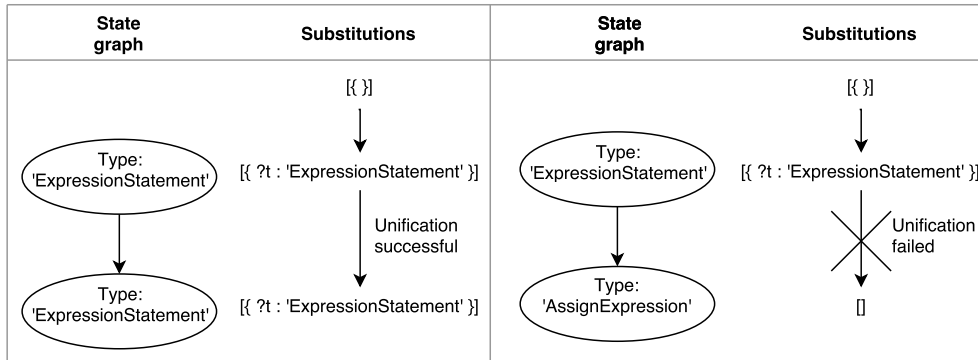 State
graph
Substitutions
[{ }]
Type:
'ExpressionStatement'
[{ ?t : 'ExpressionStatement' }]
Unification
successful
Type:
'ExpressionStatement'
[{ ?t : 'ExpressionStatement' }]
State
graph
Substitutions
[{ }]
Type:
'ExpressionStatement'
[{ ?t : 'ExpressionStatement' }]
Unification
failed
Type:
'AssignExpression'
[]